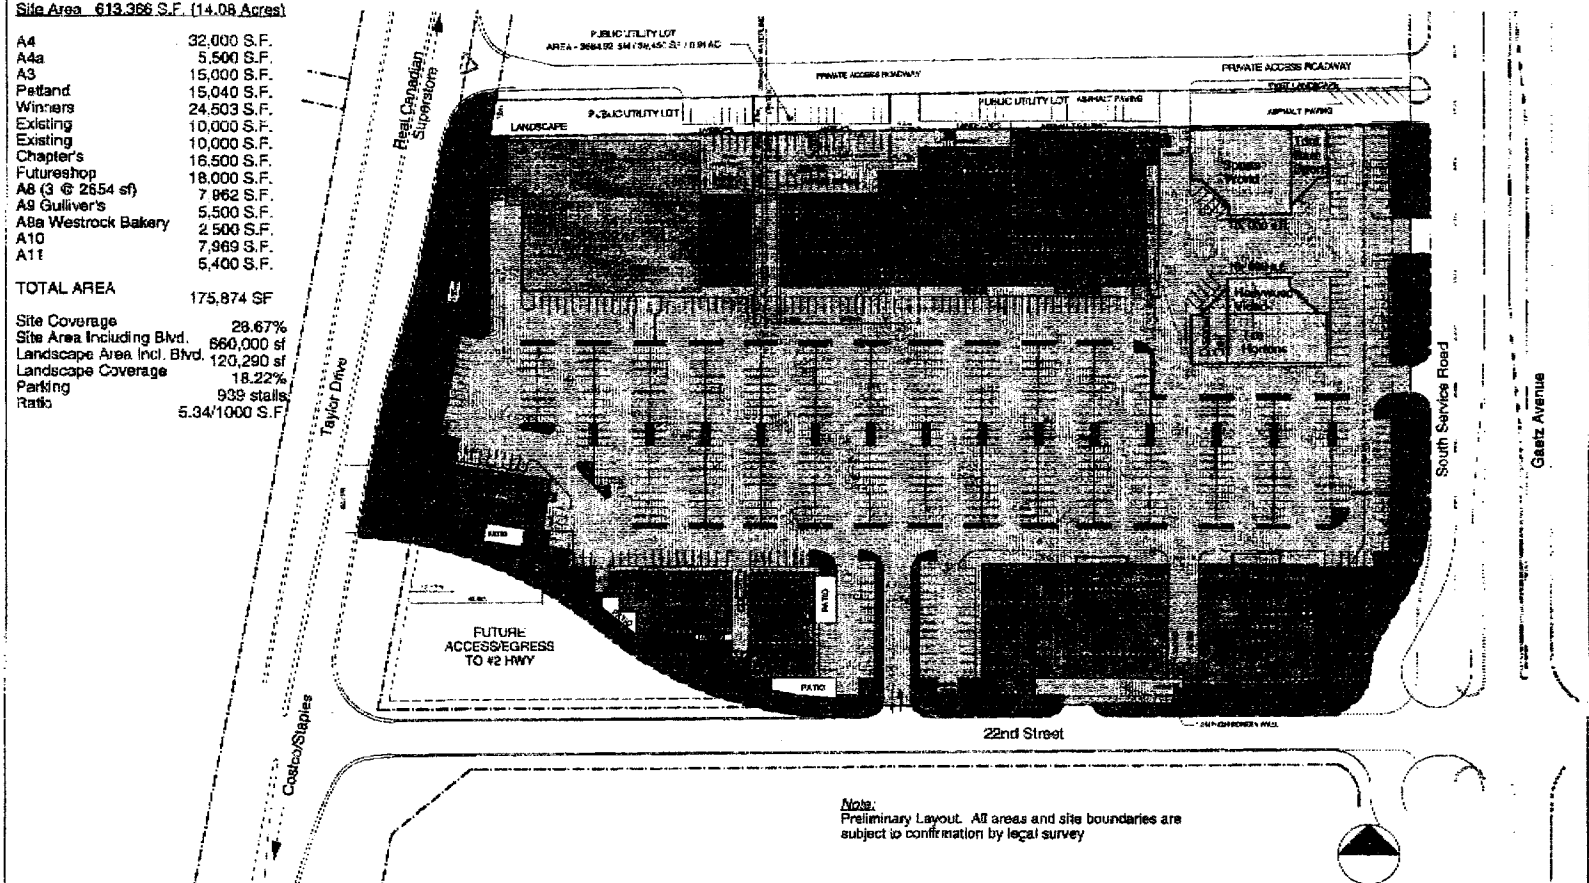 Site Area 613,366 S.F. (14.08 Acres)
A4 32,000 S.F.
A4a 5,500 S.F.
A3 15,000 S.F.
Petland 15,040 S.F.
Winners 24,503 S.F.
Existing 10,000 S.F.
Existing 10,000 S.F.
Chapter's 16,500 S.F.
Futureshop 18,000 S.F.
A8 (3 @ 2654 sf) 7,962 S.F.
A9 Gulliver's 5,500 S.F.
A8a Westrock Bakery 2,500 S.F.
A10 7,969 S.F.
A11 5,400 S.F.
TOTAL AREA 175,874 SF
Site Coverage 28.67%
Site Area Including Blvd. 660,000 sf
Landscape Area Incl. Blvd. 120,290 sf
Landscape Coverage 18.22%
Parking 939 stalls
Ratio 5.34/1000 S.F.
PUBLIC UTILITY LOT
PRIVATE ACCESS ROADWAY
PRIVATE ACCESS ROADWAY
LANDSCAPE
PUBLIC UTILITY LOT
PUBLIC UTILITY LOT
ASPHALT PAVING
ASPHALT PAVING
Real Canadian
Superstore
Taylor Drive
Costco/Staples
Tim
Hortons
South Service Road
Gaetz Avenue
PATIO
PATIO
PATIO
FUTURE
ACCESS/EGRESS
TO #2 HWY
22nd Street
Note:
Preliminary Layout. All areas and site boundaries are
subject to confirmation by legal survey